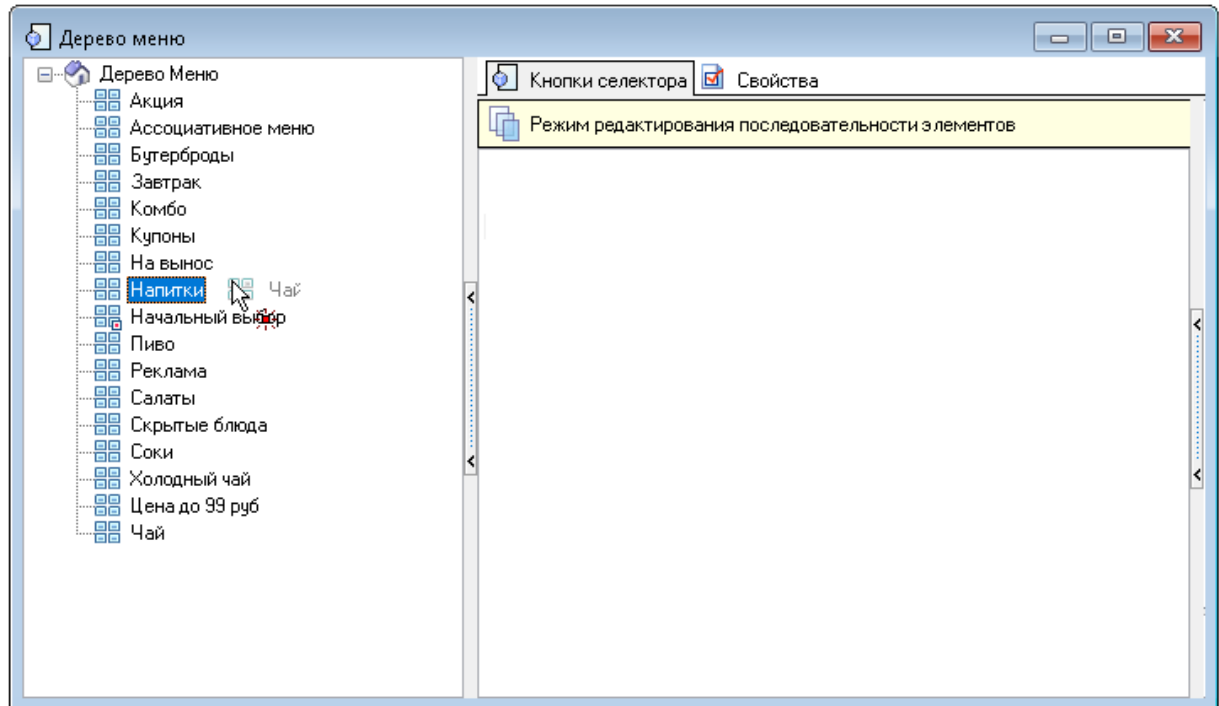 Дерево меню
Дерево Меню
Акция
Ассоциативное меню
Бутерброды
Завтрак
Комбо
Купоны
На вынос
Напитки Чай
Начальный выбор
Пиво
Реклама
Салаты
Скрытые блюда
Соки
Холодный чай
Цена до 99 руб
Чай
Кнопки селектора Свойства
Режим редактирования последовательности элементов